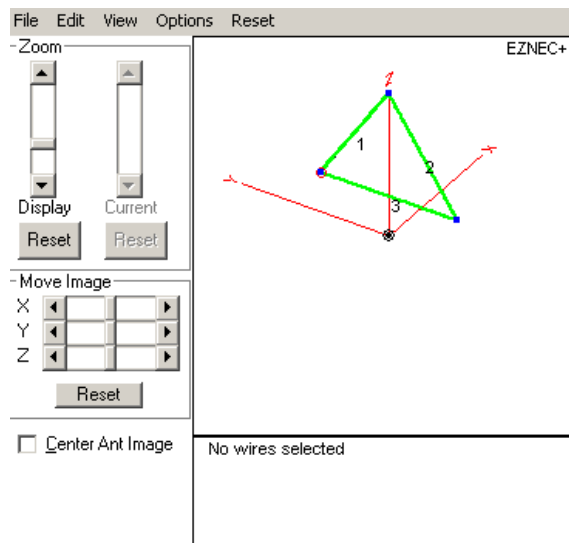 File Edit View Options Reset
Zoom
EZNEC+
Z
X
1
2
Y
3
Display Current
Reset Reset
Move Image
X
Y
Z
Reset
Center Ant Image
No wires selected